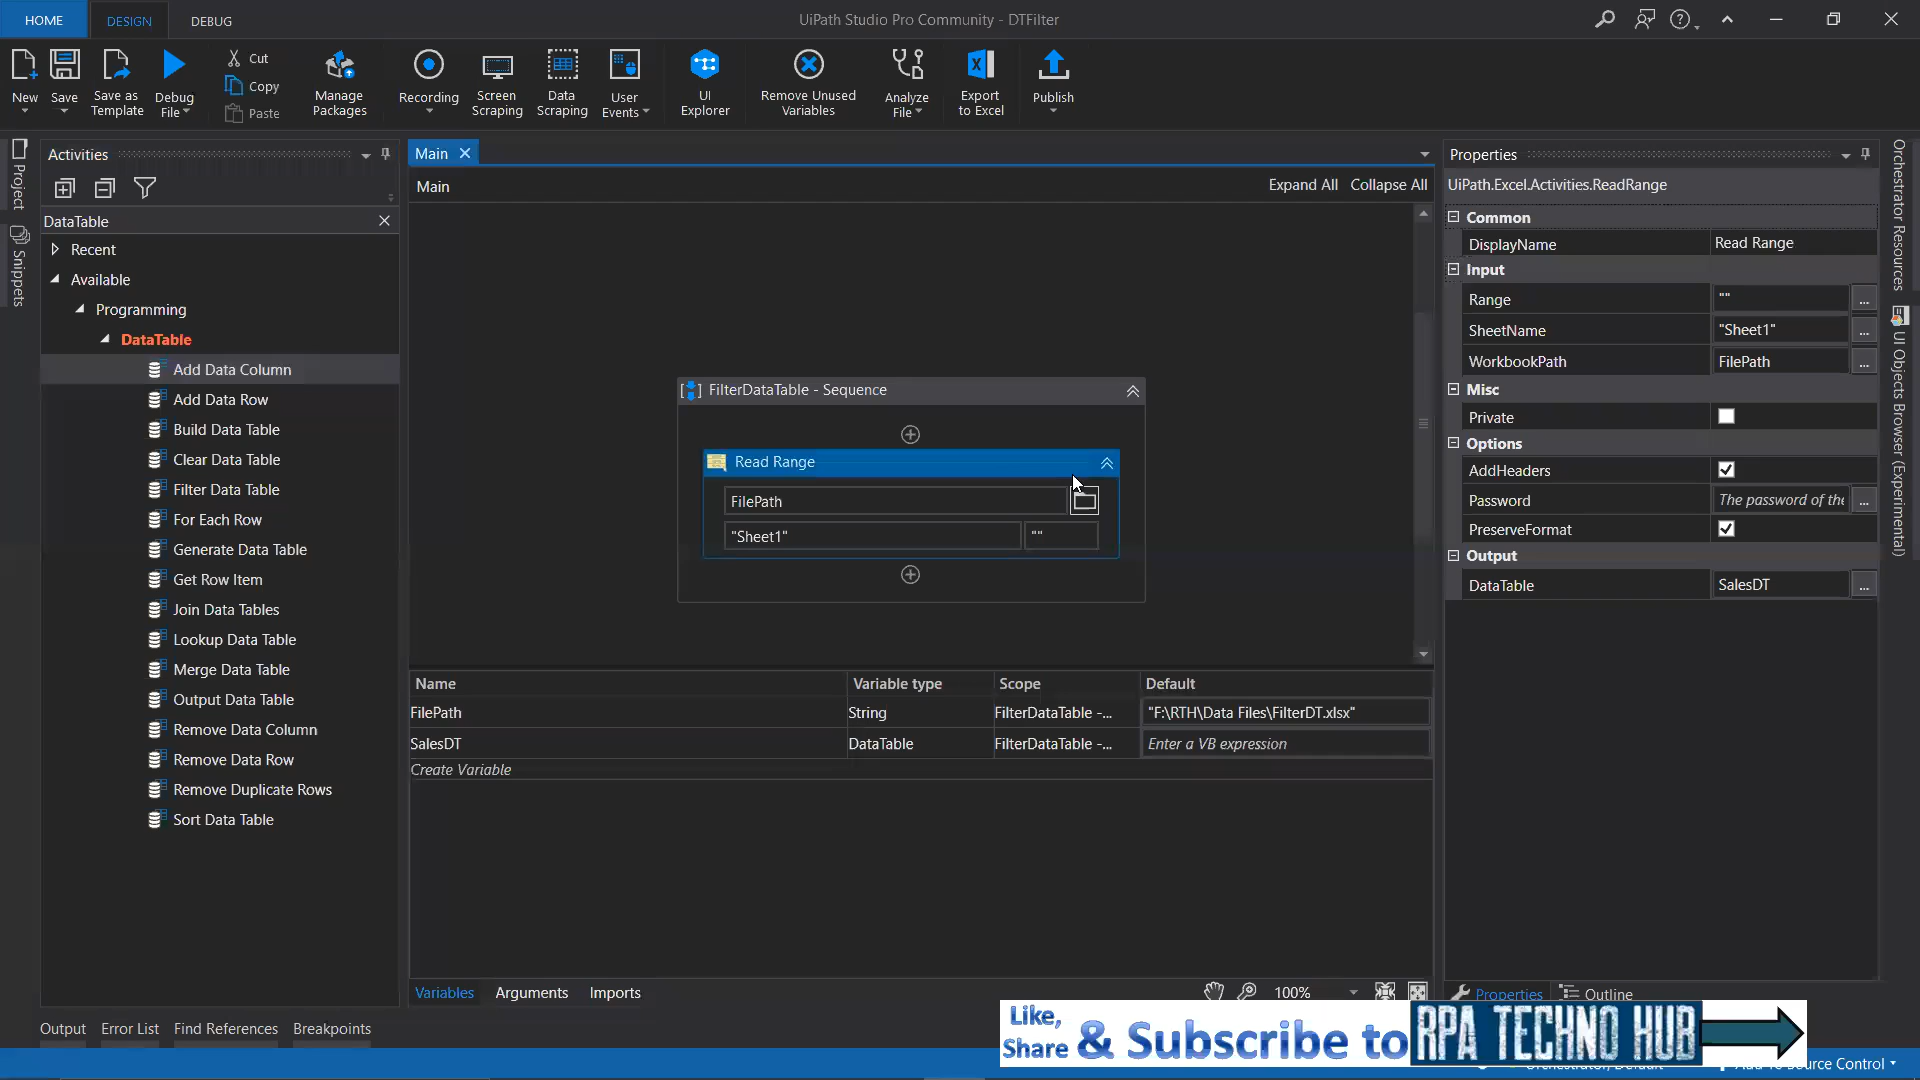 HOME
DESIGN
DEBUG
UiPath Studio Pro Community - DTFilter
New
Save
Save as
Template
Debug
File
Cut
Copy
Paste
Manage
Packages
Recording
Screen
Scraping
Data
Scraping
User
Events
UI
Explorer
Remove Unused
Variables
Analyze
File
Export
to Excel
Publish
Project
Snippets
Activities
DataTable
Recent
Available
Programming
DataTable
Add Data Column
Add Data Row
Build Data Table
Clear Data Table
Filter Data Table
For Each Row
Generate Data Table
Get Row Item
Join Data Tables
Lookup Data Table
Merge Data Table
Output Data Table
Remove Data Column
Remove Data Row
Remove Duplicate Rows
Sort Data Table
Main
Main
Expand All Collapse All
FilterDataTable - Sequence
Read Range
FilePath
"Sheet1" ""
Name Variable type Scope Default
FilePath String FilterDataTable -... "F:\RTH\Data Files\FilterDT.xlsx"
SalesDT DataTable FilterDataTable -... Enter a VB expression
Create Variable
Variables Arguments Imports
100%
Properties
UiPath.Excel.Activities.ReadRange
Common
DisplayName Read Range
Input
Range "" ...
SheetName "Sheet1" ...
WorkbookPath FilePath ...
Misc
Private
Options
AddHeaders
Password The password of the ...
PreserveFormat
Output
DataTable SalesDT ...
Properties Outline
Orchestrator Resources
UI Objects Browser (Experimental)
Output Error List Find References Breakpoints
Like,
Share & Subscribe to RPA TECHNO HUB
Orchestrator, Default
Add To Source Control